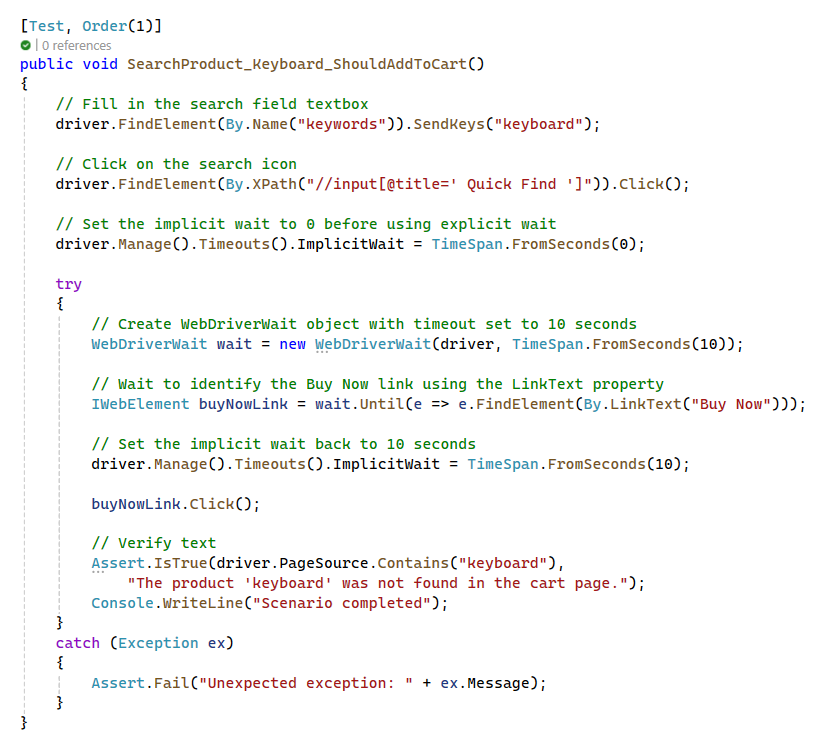 [Test, Order(1)]
| 0 references
public void SearchProduct_Keyboard_ShouldAddToCart()
{
    // Fill in the search field textbox
    driver.FindElement(By.Name("keywords")).SendKeys("keyboard");

    // Click on the search icon
    driver.FindElement(By.XPath("//input[@title=' Quick Find ']")).Click();

    // Set the implicit wait to 0 before using explicit wait
    driver.Manage().Timeouts().ImplicitWait = TimeSpan.FromSeconds(0);

    try
    {
        // Create WebDriverWait object with timeout set to 10 seconds
        WebDriverWait wait = new WebDriverWait(driver, TimeSpan.FromSeconds(10));

        // Wait to identify the Buy Now link using the LinkText property
        IWebElement buyNowLink = wait.Until(e => e.FindElement(By.LinkText("Buy Now")));

        // Set the implicit wait back to 10 seconds
        driver.Manage().Timeouts().ImplicitWait = TimeSpan.FromSeconds(10);

        buyNowLink.Click();

        // Verify text
        Assert.IsTrue(driver.PageSource.Contains("keyboard"),
            "The product 'keyboard' was not found in the cart page.");
        Console.WriteLine("Scenario completed");
    }
    catch (Exception ex)
    {
        Assert.Fail("Unexpected exception: " + ex.Message);
    }
}